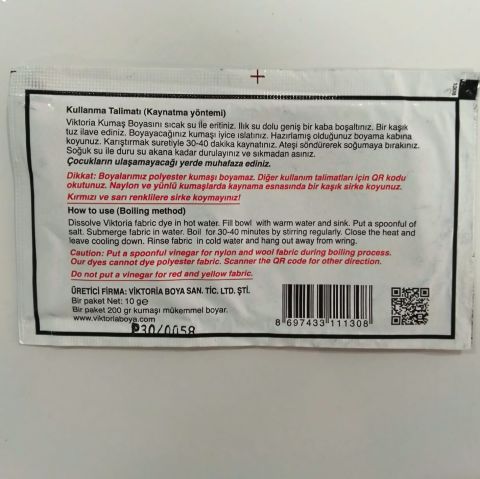 Kullanma Talimatı (Kaynatma yöntemi)
Viktoria Kumaş Boyasını sıcak su ile eritiniz. Ilık su dolu geniş bir kaba boşaltınız. Bir kaşık
tuz ilave ediniz. Boyayacağınız kumaşı iyice ıslatınız. Hazırlamış olduğunuz boyama kabına
koyunuz. Karıştırmak suretiyle 30-40 dakika kaynatınız. Ateşi söndürerek soğumaya bırakınız.
Soğuk su ile duru su akana kadar durulayınız ve sıkmadan asınız.
Çocukların ulaşamayacağı yerde muhafaza ediniz.
Dikkat: Boyalarımız polyester kumaşı boyamaz. Diğer kullanım talimatları için QR kodu
okutunuz. Naylon ve yünlü kumaşlarda kaynama esnasında bir kaşık sirke koyunuz.
Kırmızı ve sarı renklilere sirke koymayınız!
How to use (Boiling method)
Dissolve Viktoria fabric dye in hot water. Fill bowl with warm water and sink. Put a spoonful of
salt. Submerge fabric in water. Boil for 30-40 minutes by stirring regularly. Close the heat and
leave cooling down. Rinse fabric in cold water and hang out away from wring.
Caution: Put a spoonful vinegar for nylon and wool fabric during boiling process.
Our dyes cannot dye polyester fabric. Scanner the QR code for other direction.
Do not put a vinegar for red and yellow fabric.
ÜRETİCİ FİRMA: VİKTORİA BOYA SAN. TİC. LTD. ŞTİ.
Bir paket Net: 10 gr
Bir paket 200 gr kumaşı mükemmel boyar.
www.viktoriaboya.com
P30/0058
8 697433 111308